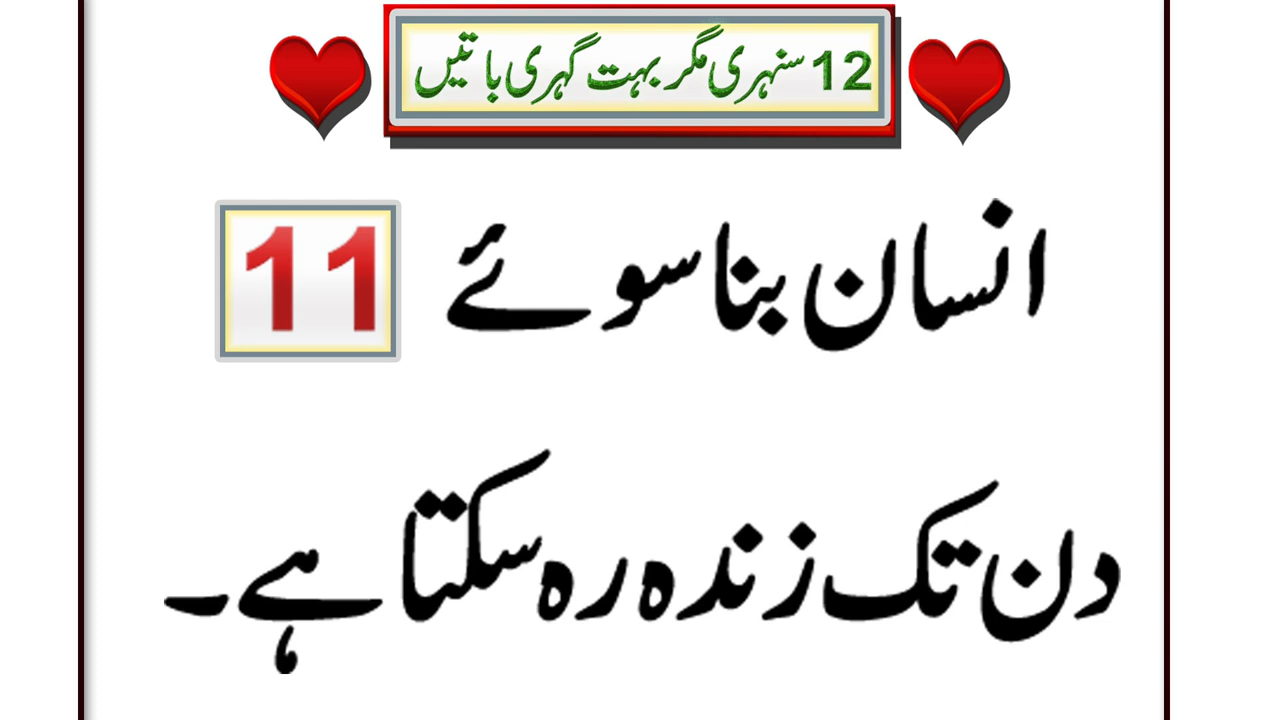 12 سنہری مگر بہت گہری باتیں
انسان بنا سوئے 11
دن تک زندہ رہ سکتا ہے۔